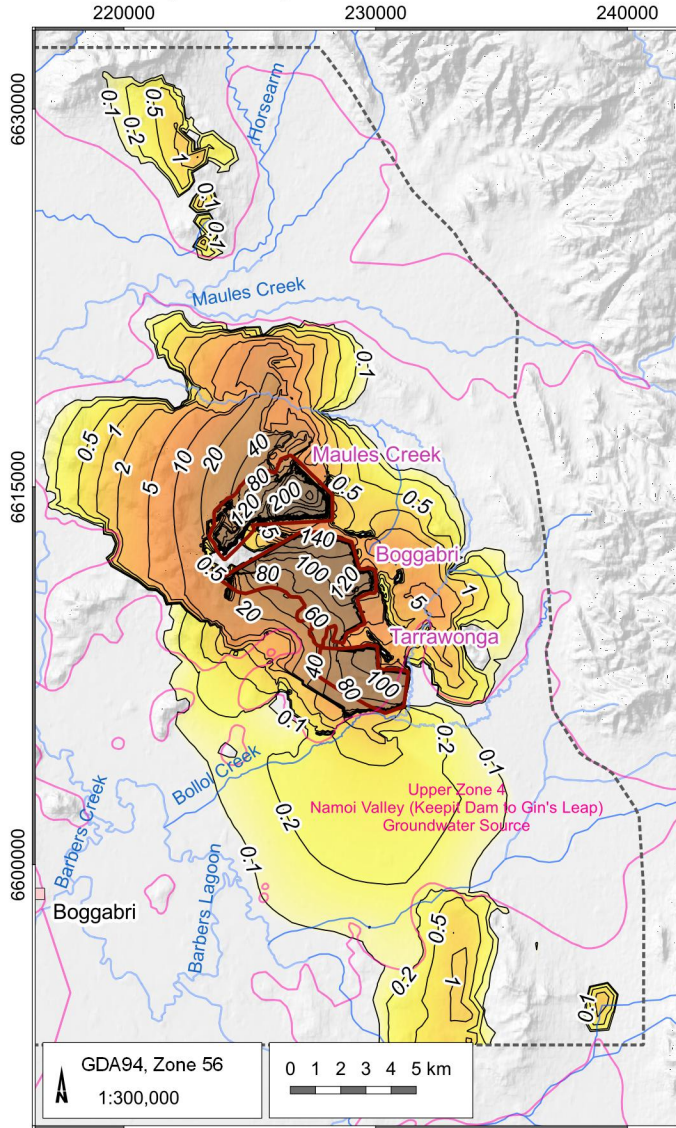 220000 230000 240000
6630000
0.1
0.2
0.5
1
Horsearm
0.1
0.1
Maules Creek
0.1
0.5
1
2
5
10
20
40
80
120
200
Maules Creek
0.5
0.5
6615000
5
140
0.5
80
100
120
Boggabri
5
1
20
60
Tarrawonga
40
80
100
0.1
0.2
0.1
Bollol Creek
0.2
Upper Zone 4
Namoi Valley (Keepit Dam to Gin's Leap)
Groundwater Source
Barbers Creek
0.1
6600000
Boggabri
Barbers Lagoon
0.5
0.2
1
0.1
GDA94, Zone 56
N
1:300,000
0 1 2 3 4 5 km